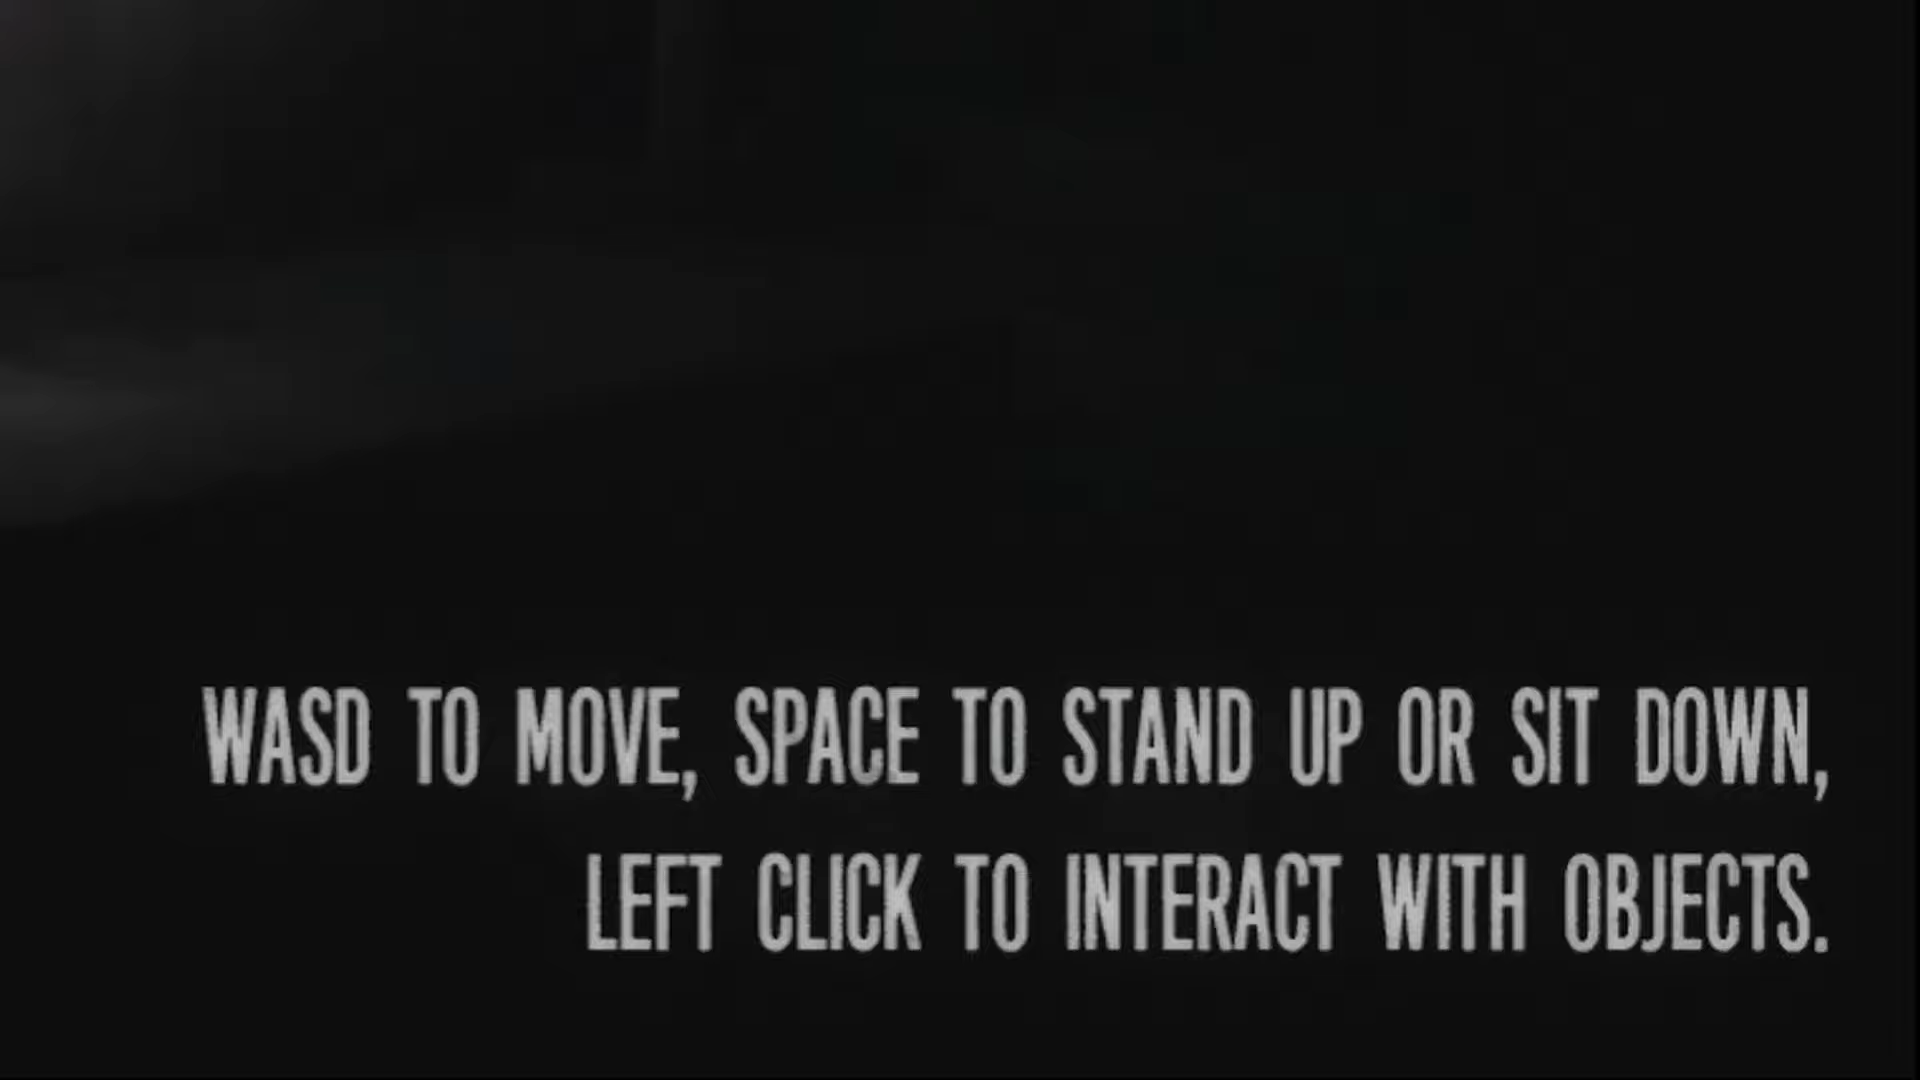 WASD TO MOVE, SPACE TO STAND UP OR SIT DOWN,
LEFT CLICK TO INTERACT WITH OBJECTS.